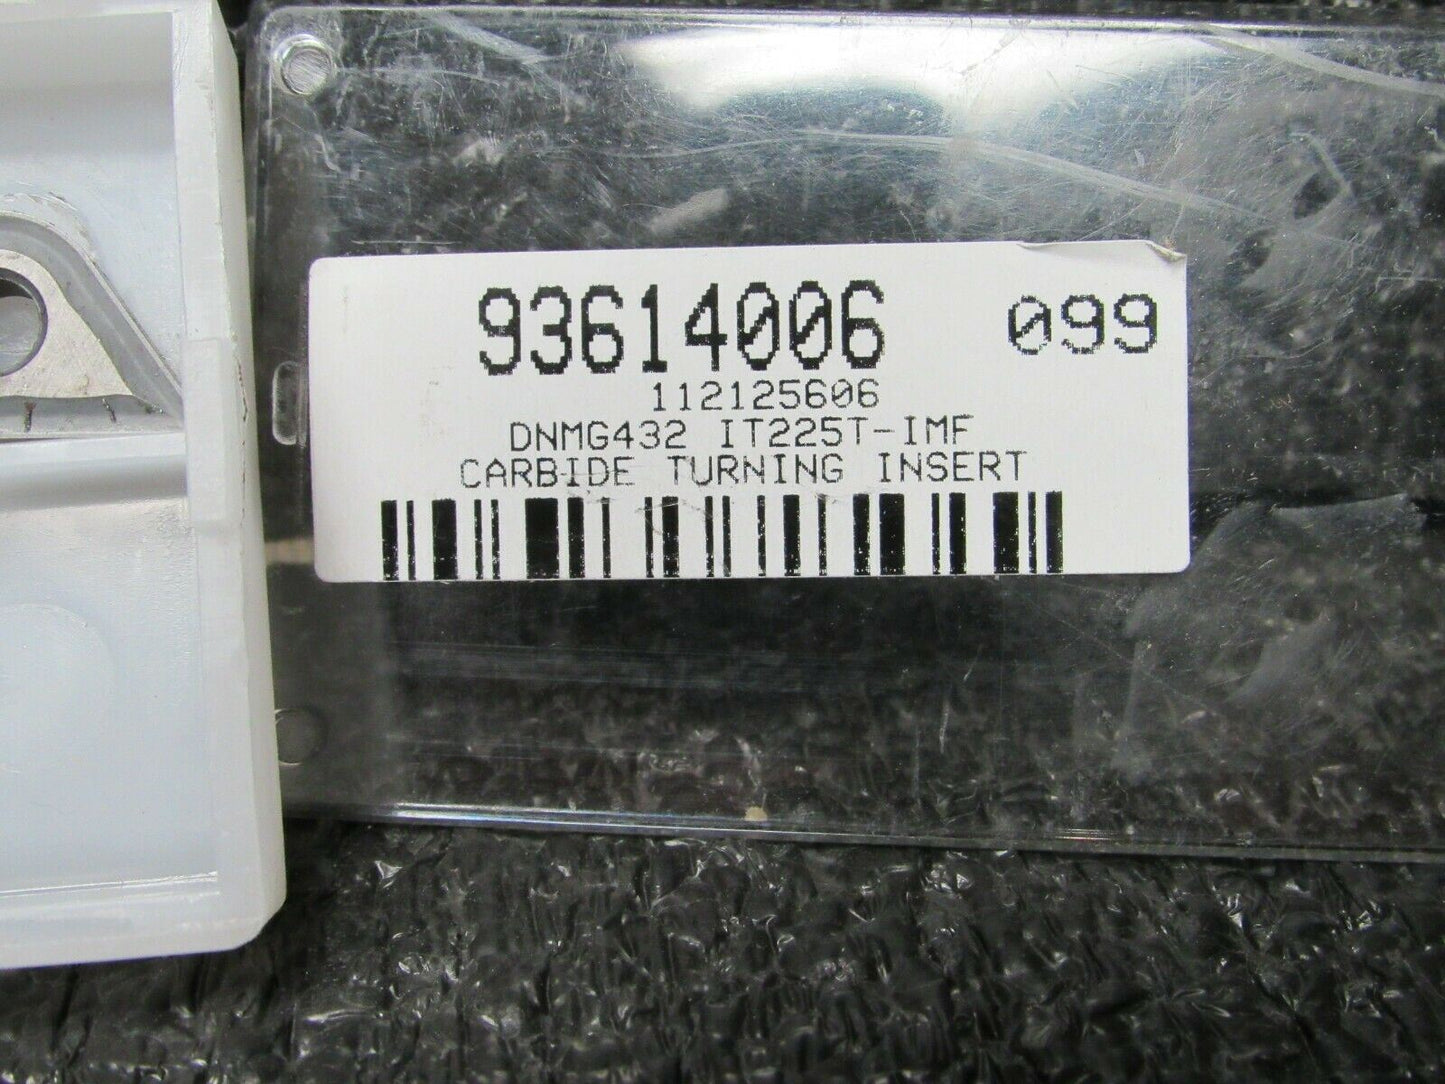 93614006 099
112125606
DNMG432 IT225T-IMF
CARBIDE TURNING INSERT